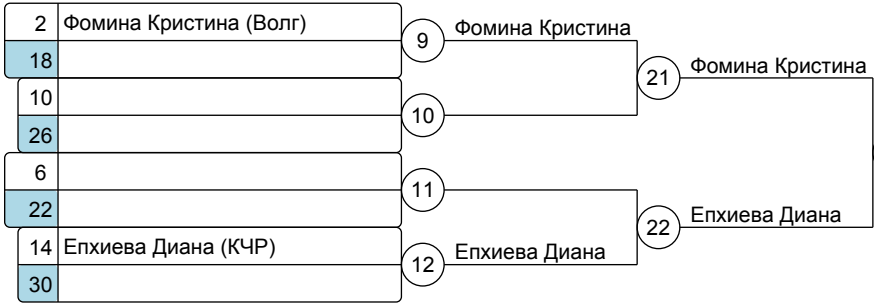 2 Фомина Кристина (Волг)
9 Фомина Кристина
18
21 Фомина Кристина
10
10
26
6
11
22
22 Епхиева Диана
14 Епхиева Диана (КЧР)
12 Епхиева Диана
30